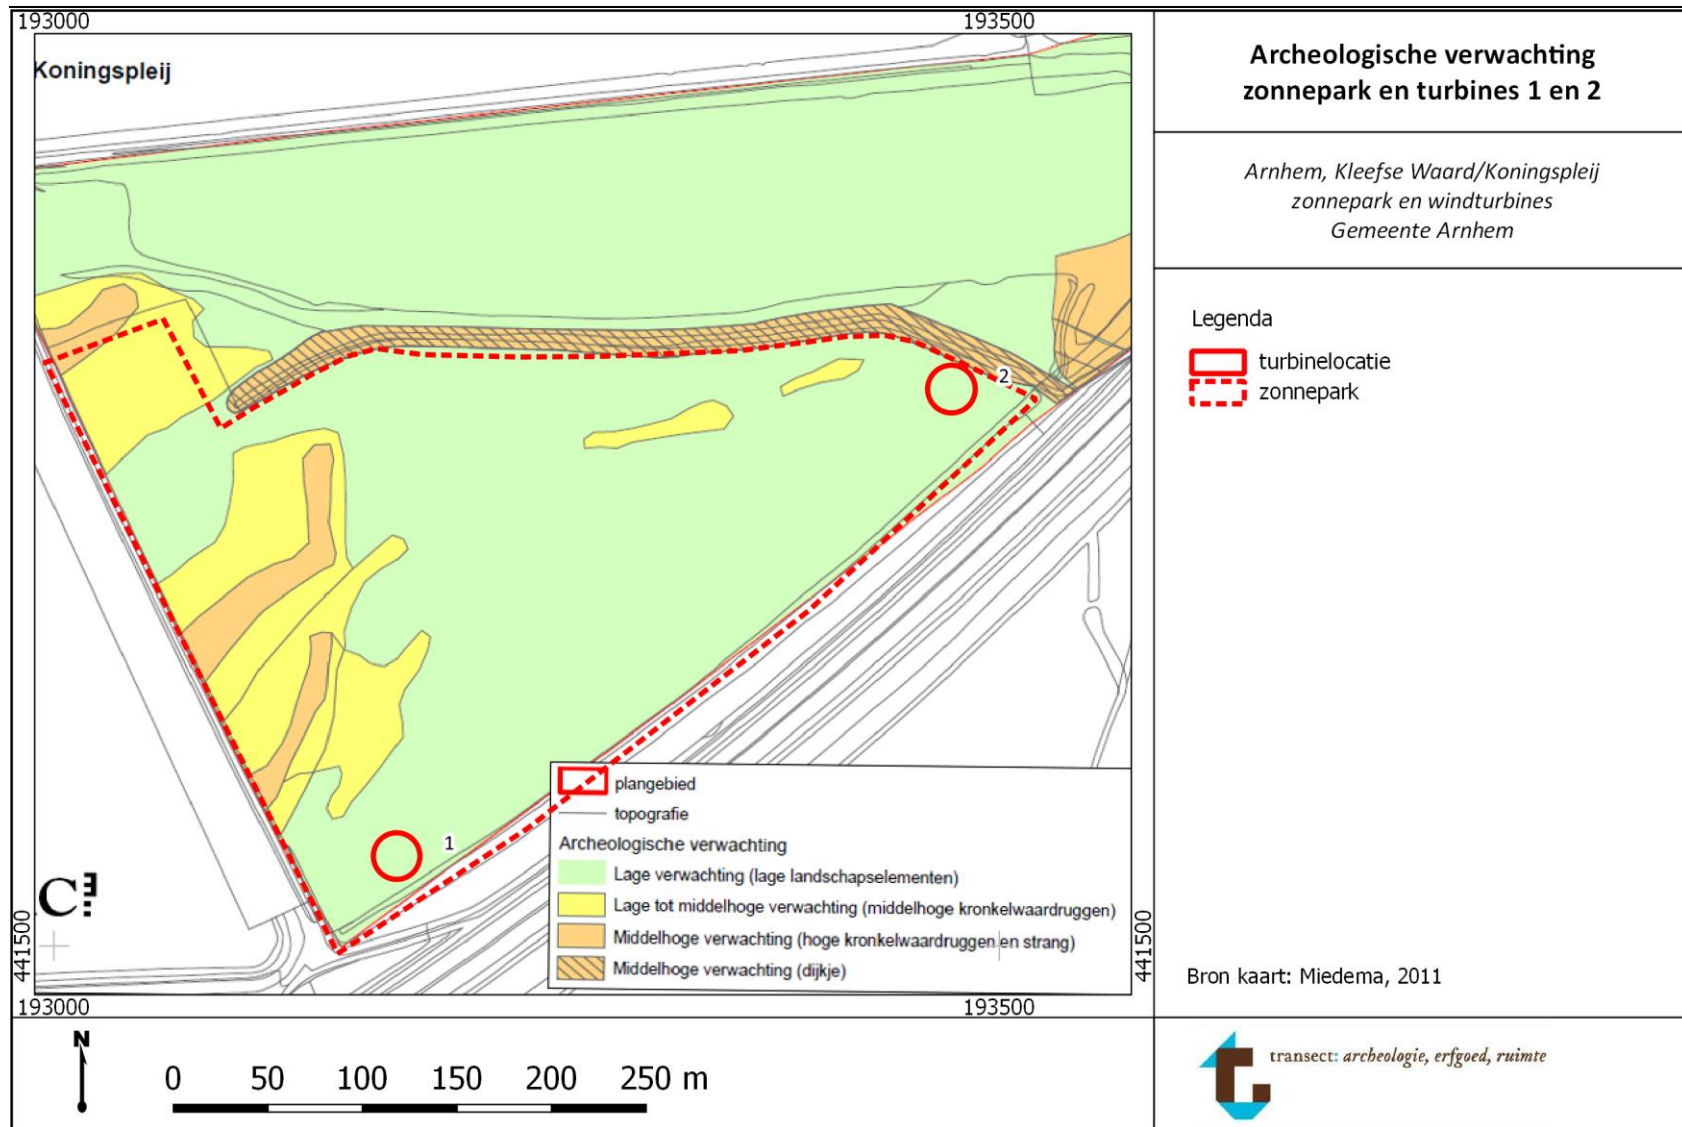 193000
193500
Koningspleij
Archeologische verwachting
zonnepark en turbines 1 en 2
Arnhem, Kleefse Waard/Koningspleij
zonnepark en windturbines
Gemeente Arnhem
Legenda
turbinelocatie
zonnepark
2
1
plangebied
topografie
Archeologische verwachting
Lage verwachting (lage landschapselementen)
Lage tot middelhoge verwachting (middelhoge kronkelwaardruggen)
Middelhoge verwachting (hoge kronkelwaardruggen en strang)
Middelhoge verwachting (dijkje)
441500
441500
193000
193500
Bron kaart: Miedema, 2011
N
0 50 100 150 200 250 m
transect: archeologie, erfgoed, ruimte